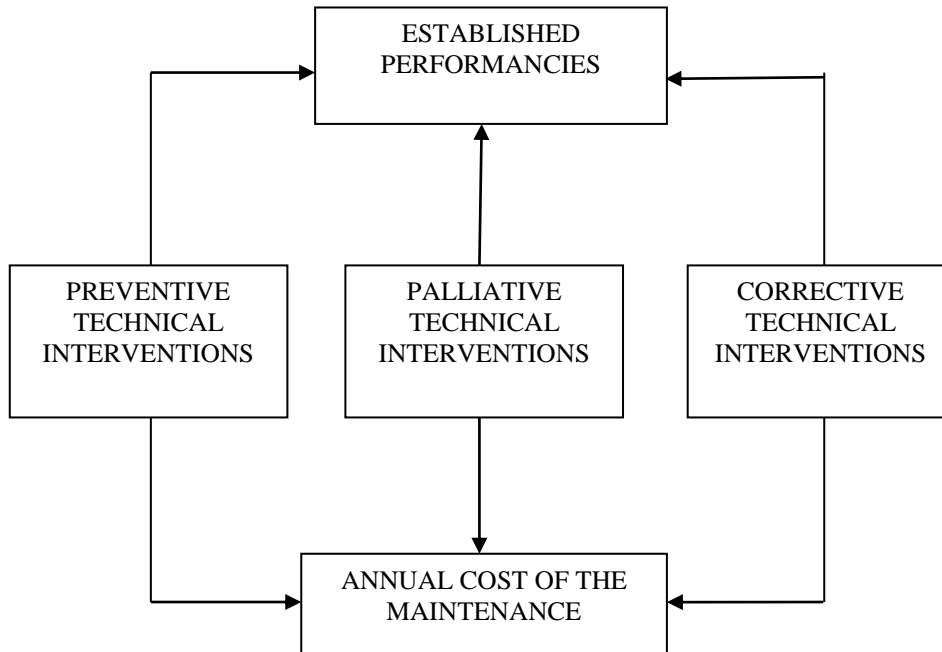 ESTABLISHED
PERFORMANCIES
PREVENTIVE
TECHNICAL
INTERVENTIONS
PALLIATIVE
TECHNICAL
INTERVENTIONS
CORRECTIVE
TECHNICAL
INTERVENTIONS
ANNUAL COST OF THE
MAINTENANCE